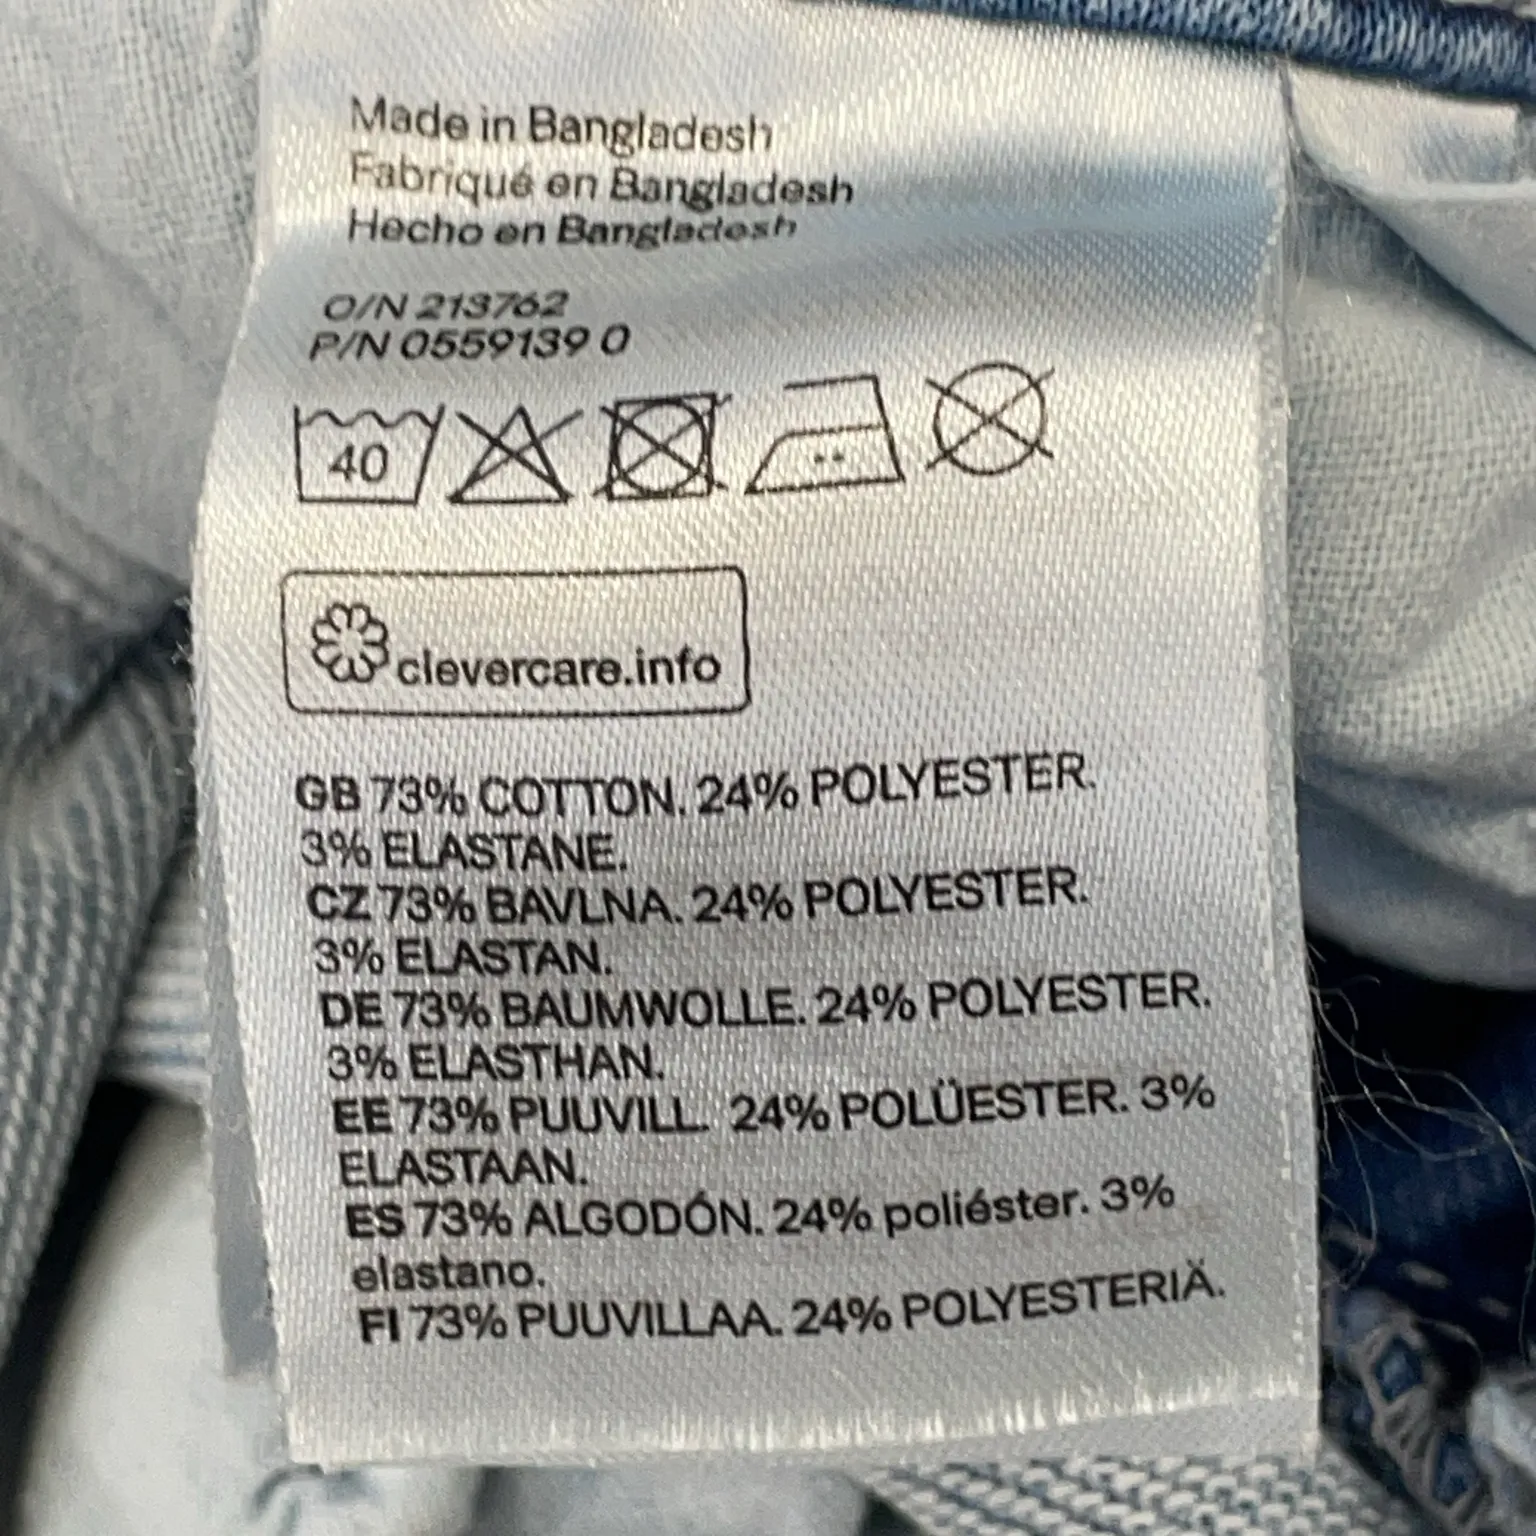 Made in Bangladesh
Fabriqué en Bangladesh
Hecho en Bangladesh
O/N 213762
P/N 0559139 0
40
clevercare.info
GB 73% COTTON. 24% POLYESTER.
3% ELASTANE.
CZ 73% BAVLNA. 24% POLYESTER.
3% ELASTAN.
DE 73% BAUMWOLLE. 24% POLYESTER.
3% ELASTHAN.
EE 73% PUUVILL. 24% POLÜESTER. 3%
ELASTAAN.
ES 73% ALGODÓN. 24% poliéster. 3%
elastano.
FI 73% PUUVILLAA. 24% POLYESTERIÄ.